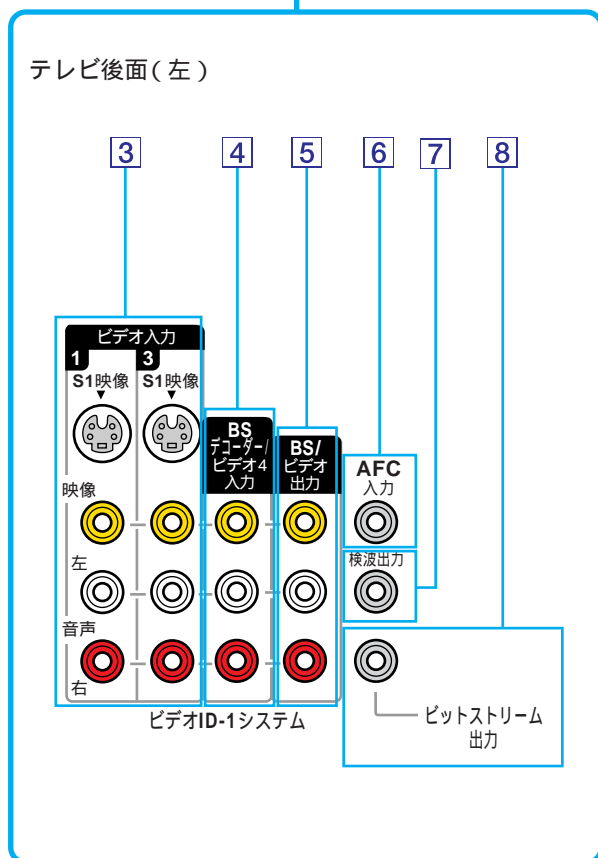 テレビ後面(左)
3 4 5 6 7 8
ビデオ入力
1 3
S1映像 S1映像
BS
デコーダー/
ビデオ4
入力
BS/
ビデオ
出力
AFC
入力
映像
検波出力
左
音声
右
ビデオID-1システム
ビットストリーム
出力